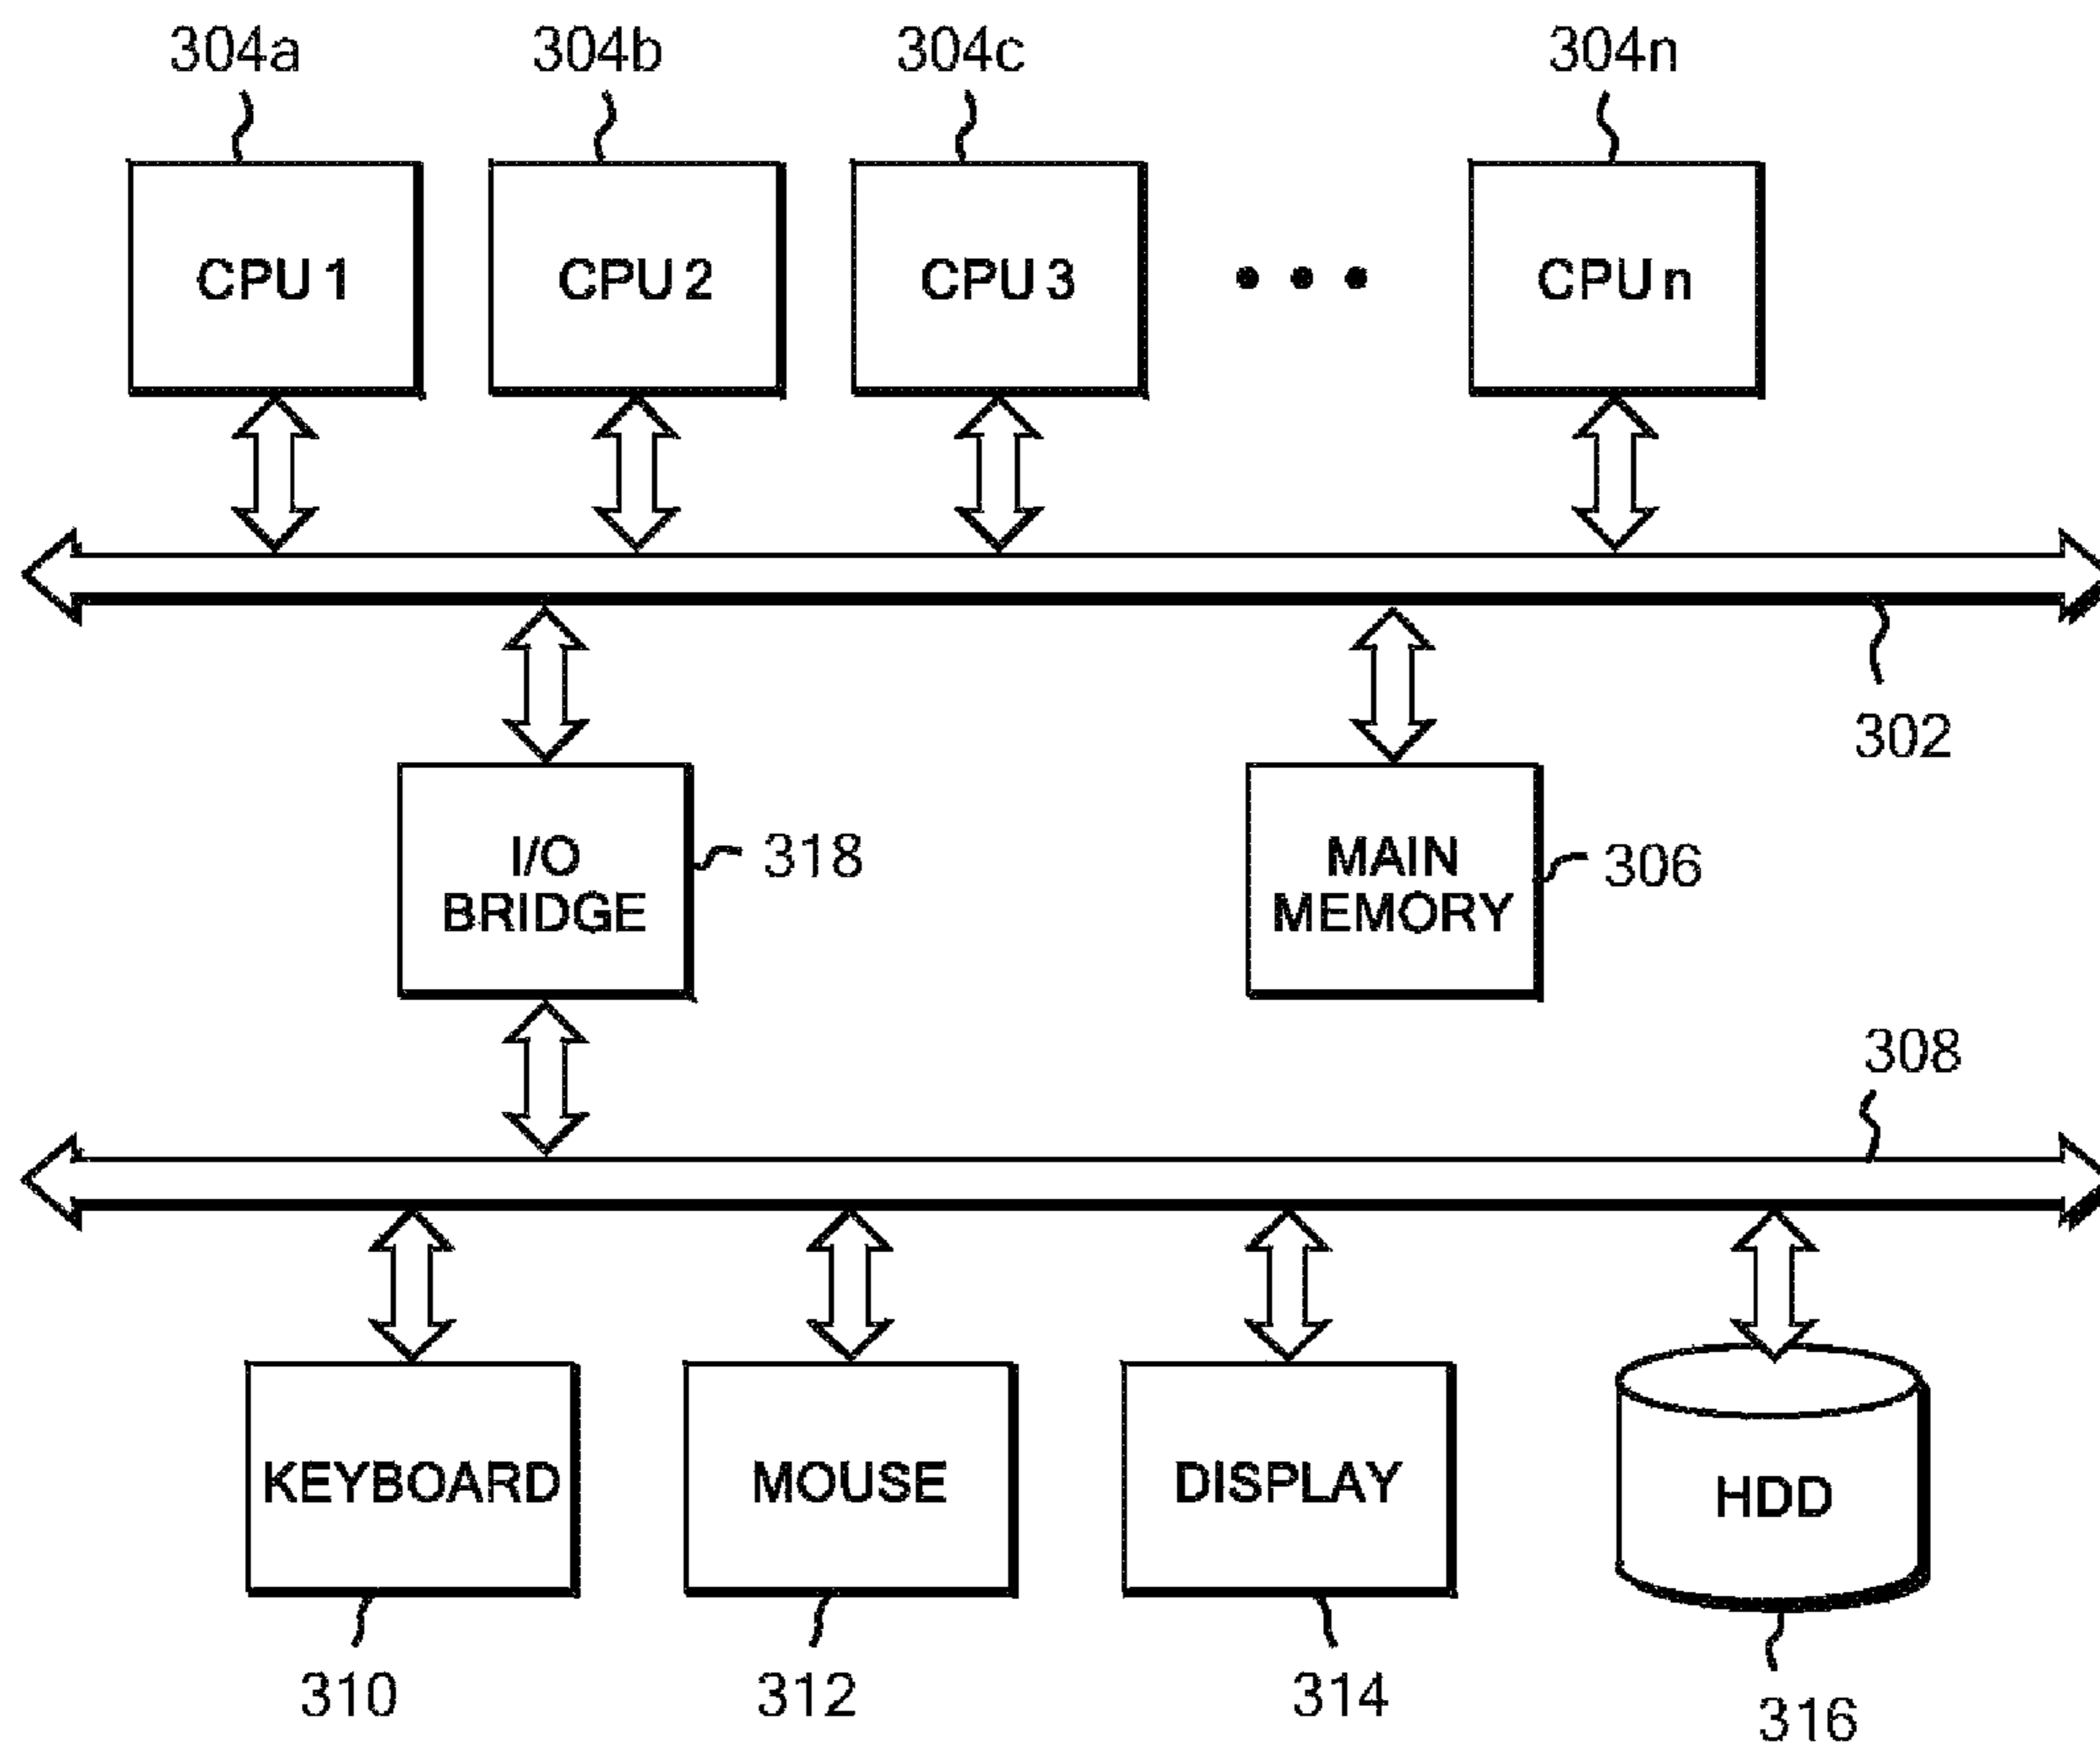 304a 304b 304c 304n
CPU 1 CPU 2 CPU 3 • • • CPU n
302
I/O
BRIDGE
318
MAIN
MEMORY
306
308
KEYBOARD MOUSE DISPLAY HDD
310 312 314 316